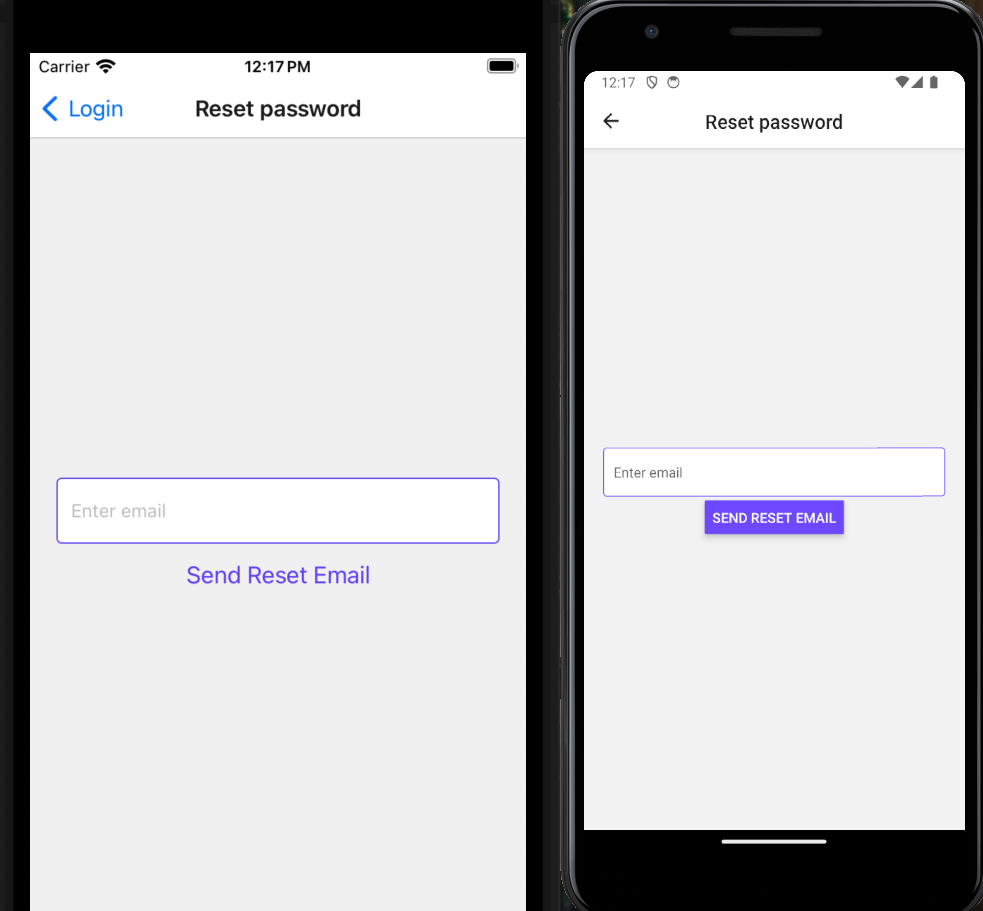 Carrier 12:17 PM
Login Reset password
Enter email
Send Reset Email
12:17
Reset password
Enter email
SEND RESET EMAIL